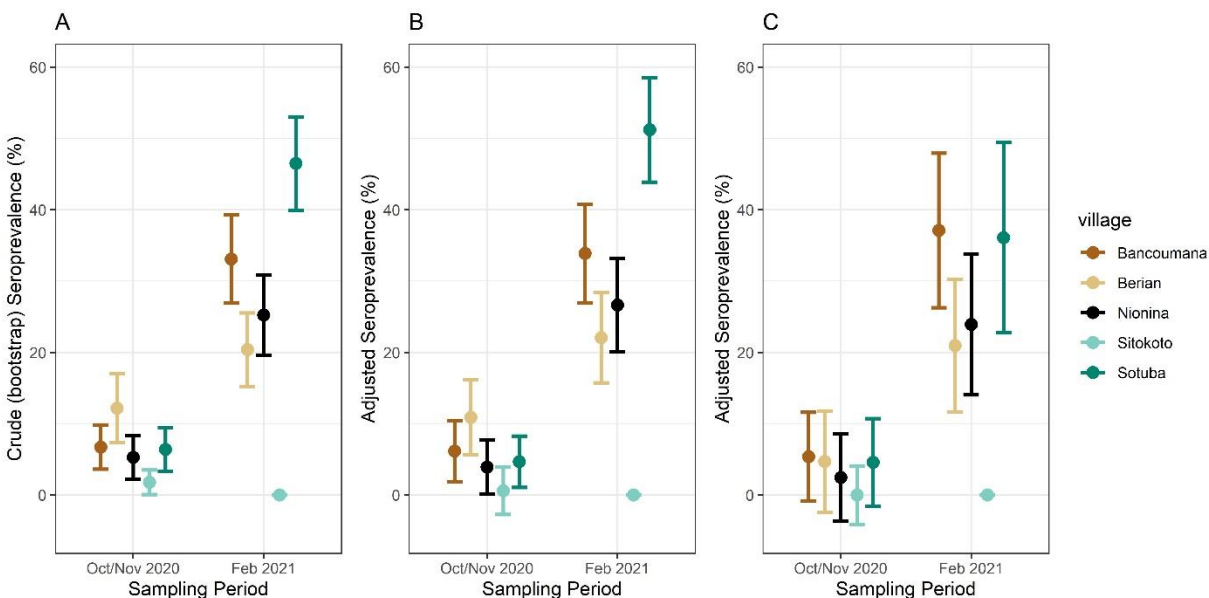 A
Crude (bootstrap) Seroprevalence (%)
60
40
20
0
Oct/Nov 2020
Feb 2021
Sampling Period
B
Adjusted Seroprevalence (%)
60
40
20
0
Oct/Nov 2020
Feb 2021
Sampling Period
C
Adjusted Seroprevalence (%)
60
40
20
0
Oct/Nov 2020
Feb 2021
Sampling Period
village
Bancoumana
Berian
Nionina
Sitokoto
Sotuba